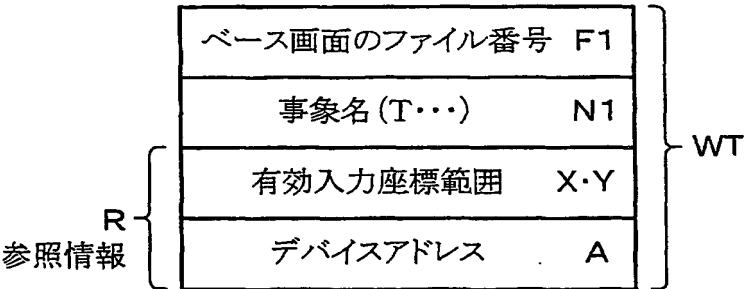 ベース画面のファイル番号 F1
事象名(T・・・) N1
有効入力座標範囲 X・Y
デバイスアドレス A
WT
R
参照情報